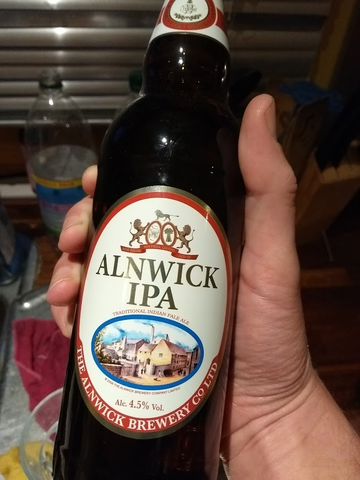 ALNWICK
IPA
TRADITIONAL INDIAN PALE ALE
Alc. 4.5% Vol.
THE ALNWICK BREWERY CO LTD